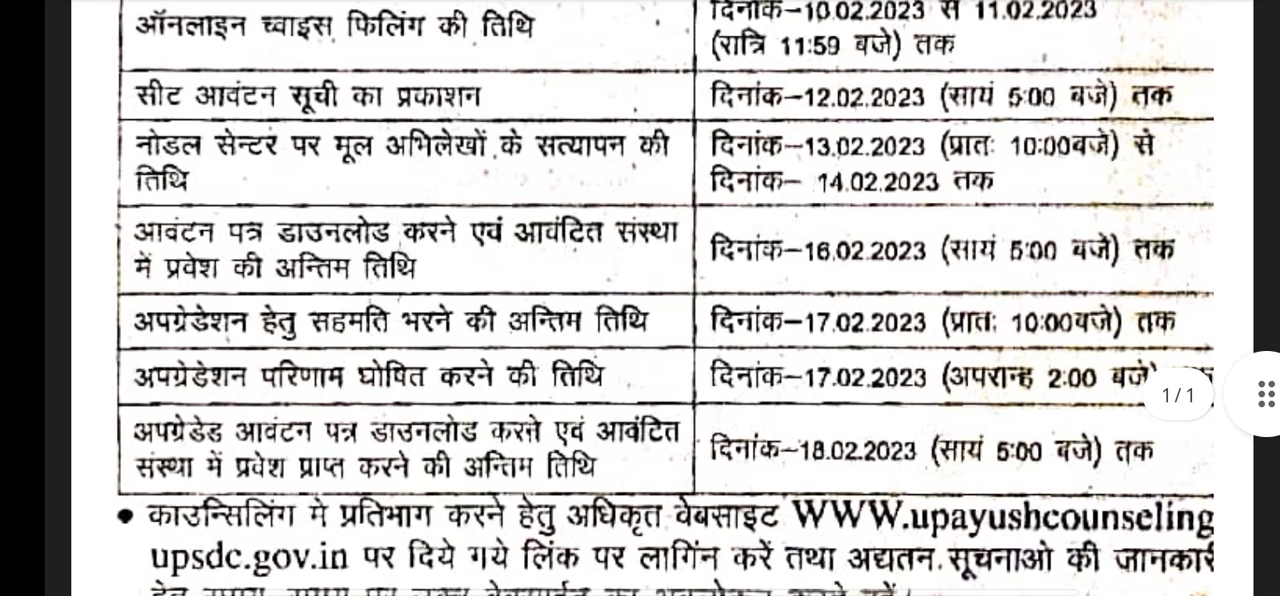 ऑनलाइन च्वाइस फिलिंग की तिथि
दिनांक–10.02.2023 से 11.02.2023
(रात्रि 11:59 बजे) तक
सीट आवंटन सूची का प्रकाशन
दिनांक–12.02.2023 (सायं 5:00 बजे) तक
नोडल सेन्टर पर मूल अभिलेखों के सत्यापन की
तिथि
दिनांक–13.02.2023 (प्रातः 10:00बजे) से
दिनांक– 14.02.2023 तक
आवंटन पत्र डाउनलोड करने एवं आवंटित संस्था
में प्रवेश की अन्तिम तिथि
दिनांक–16.02.2023 (सायं 5:00 बजे) तक
अपग्रेडेशन हेतु सहमति भरने की अन्तिम तिथि
दिनांक–17.02.2023 (प्रातः 10:00बजे) तक
अपग्रेडेशन परिणाम घोषित करने की तिथि
दिनांक–17.02.2023 (अपरान्ह 2:00 बजे)
1/1
अपग्रेडेड आवंटन पत्र डाउनलोड करने एवं आवंटित
संस्था में प्रवेश प्राप्त करने की अन्तिम तिथि
दिनांक–18.02.2023 (सायं 5:00 बजे) तक
• काउन्सिलिंग मे प्रतिभाग करने हेतु अधिकृत वेबसाइट WWW.upayushcounseling
upsdc.gov.in पर दिये गये लिंक पर लागिंन करें तथा अद्यतन सूचनाओ की जानकारी